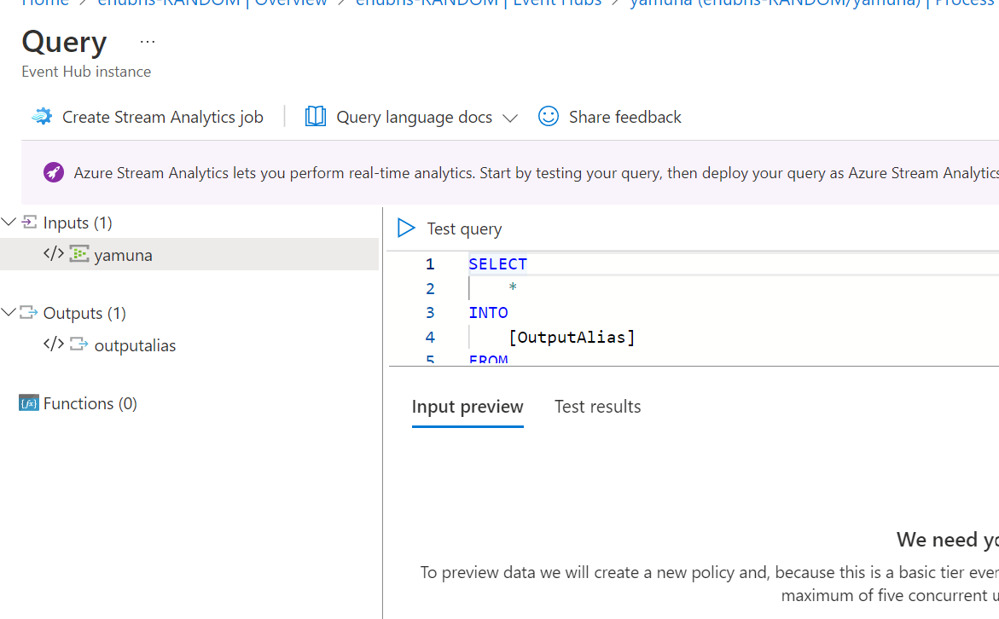 Home > ehubns-RANDOM | Overview > ehubns-RANDOM | Event Hubs > yamuna (ehubns-RANDOM/yamuna) | Process
Query ...
Event Hub instance
Create Stream Analytics job
Query language docs
Share feedback
Azure Stream Analytics lets you perform real-time analytics. Start by testing your query, then deploy your query as Azure Stream Analytics
Inputs (1)
</> yamuna
Outputs (1)
</> outputalias
{fx} Functions (0)
Test query
1 SELECT
2 *
3 INTO
4 [OutputAlias]
5 FROM
Input preview
Test results
We need yo
To preview data we will create a new policy and, because this is a basic tier even
maximum of five concurrent u